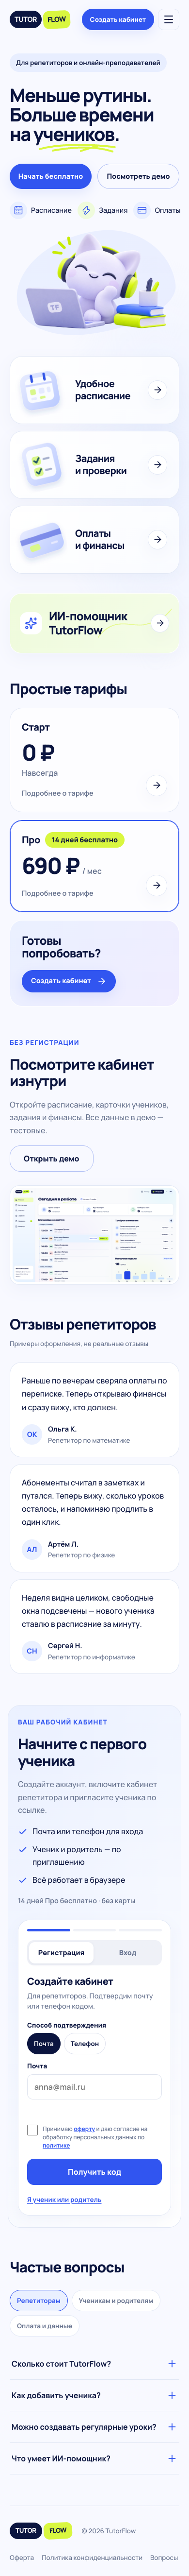 TUTOR FLOW Создать кабинет
Для репетиторов и онлайн-преподавателей
Меньше рутины.
Больше времени
на учеников.
Начать бесплатно Посмотреть демо
Расписание Задания Оплаты
TF
Удобное
расписание
Задания
и проверки
Оплаты
и финансы
ИИ-помощник
TutorFlow
Простые тарифы
Старт
0 ₽
Навсегда
Подробнее о тарифе
Про 14 дней бесплатно
690 ₽ / мес
Подробнее о тарифе
Готовы
попробовать?
Создать кабинет
БЕЗ РЕГИСТРАЦИИ
Посмотрите кабинет
изнутри
Откройте расписание, карточки учеников,
задания и финансы. Все данные в демо —
тестовые.
Открыть демо
Сегодня в работе
Отзывы репетиторов
Примеры оформления, не реальные отзывы
Раньше по вечерам сверяла оплаты по
переписке. Теперь открываю финансы
и сразу вижу, кто должен.
ОК
Ольга К.
Репетитор по математике
Абонементы считал в заметках и
путался. Теперь вижу, сколько уроков
осталось, и напоминаю продлить в
один клик.
АЛ
Артём Л.
Репетитор по физике
Неделя видна целиком, свободные
окна подсвечены — нового ученика
ставлю в расписание за минуту.
СН
Сергей Н.
Репетитор по информатике
ВАШ РАБОЧИЙ КАБИНЕТ
Начните с первого
ученика
Создайте аккаунт, включите кабинет
репетитора и пригласите ученика по
ссылке.
Почта или телефон для входа
Ученик и родитель — по
приглашению
Всё работает в браузере
14 дней Про бесплатно · без карты
Регистрация Вход
Создайте кабинет
Для репетиторов. Подтвердим почту
или телефон кодом.
Способ подтверждения
Почта Телефон
Почта
anna@mail.ru
Принимаю оферту и даю согласие на
обработку персональных данных по
политике
Получить код
Я ученик или родитель
Частые вопросы
Репетиторам Ученикам и родителям
Оплата и данные
Сколько стоит TutorFlow?
Как добавить ученика?
Можно создавать регулярные уроки?
Что умеет ИИ-помощник?
TUTOR FLOW © 2026 TutorFlow
Оферта Политика конфиденциальности Вопросы